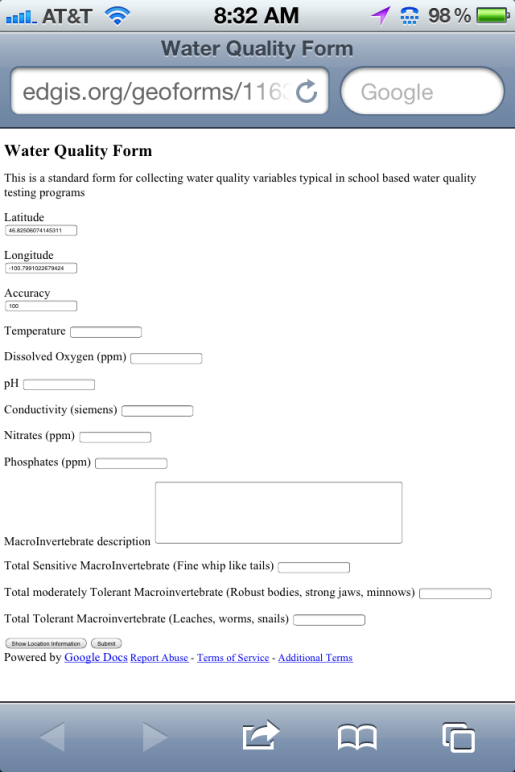 AT&T 8:32 AM 98%
Water Quality Form
edgis.org/geoforms/1163
Google
Water Quality Form
This is a standard form for collecting water quality variables typical in school based water quality
testing programs
Latitude
46.82506074145311
Longitude
-100.7991022679424
Accuracy
100
Temperature
Dissolved Oxygen (ppm)
pH
Conductivity (siemens)
Nitrates (ppm)
Phosphates (ppm)
MacroInvertebrate description
Total Sensitive MacroInvertebrate (Fine whip like tails)
Total moderately Tolerant Macroinvertebrate (Robust bodies, strong jaws, minnows)
Total Tolerant Macroinvertebrate (Leaches, worms, snails)
Show Location Information Submit
Powered by Google Docs Report Abuse - Terms of Service - Additional Terms